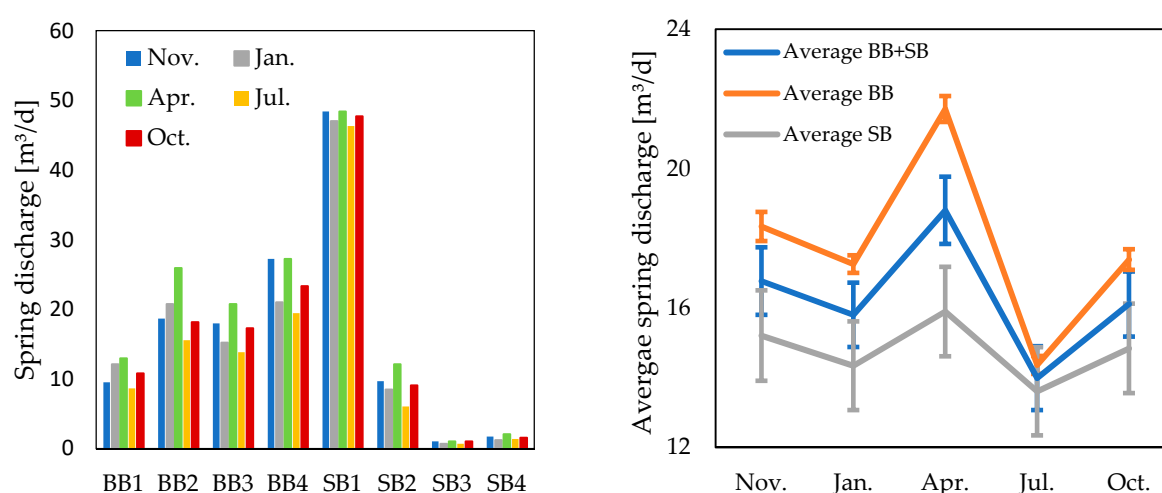 60
50
40
30
20
10
0
Spring discharge [m³/d]
Nov. Jan.
Apr. Jul.
Oct.
BB1 BB2 BB3 BB4 SB1 SB2 SB3 SB4
24
20
16
12
Avergae spring discharge [m³/d]
Average BB+SB
Average BB
Average SB
Nov. Jan. Apr. Jul. Oct.